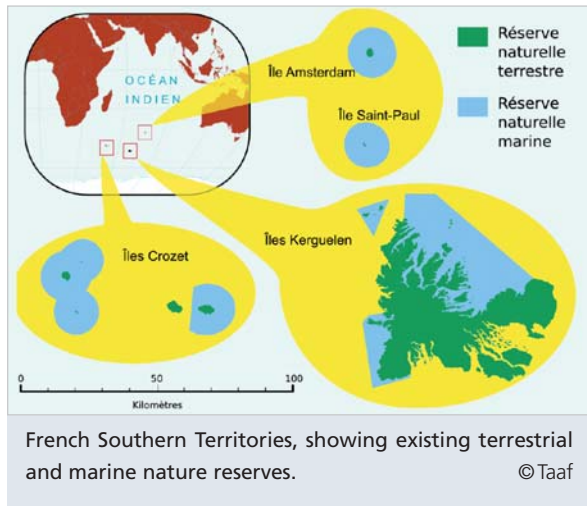 OCÉAN
INDIEN
Île Amsterdam
Île Saint-Paul
Réserve
naturelle
terrestre
Réserve
naturelle
marine
Îles Crozet
Îles Kerguelen
0 50 100
Kilomètres
French Southern Territories, showing existing terrestrial
and marine nature reserves. © Taaf